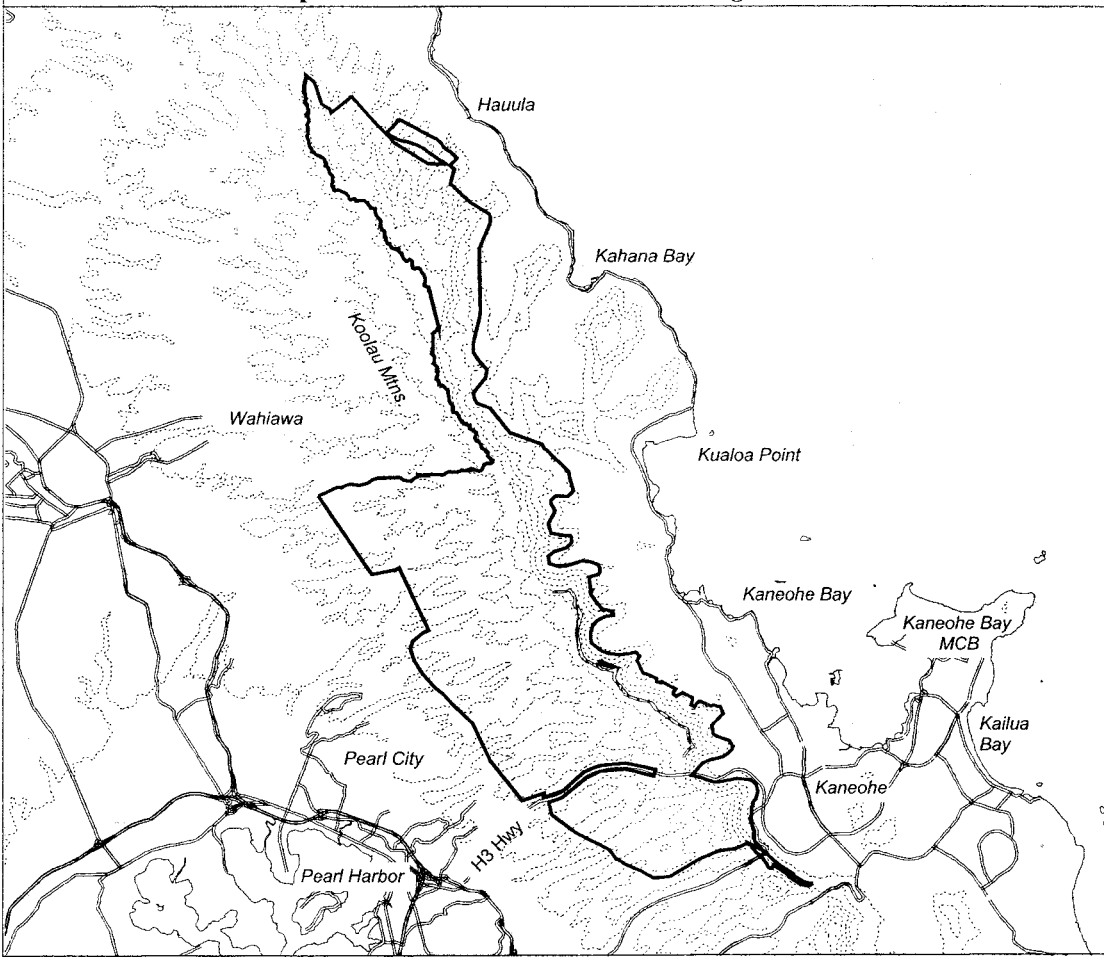 Hauula
Kahana Bay
Koolau Mtns.
Wahiawa
Kualoa Point
Kaneohe Bay
Kaneohe Bay
MCB
Kailua
Bay
Pearl City
Kaneohe
H3 Hwy
Pearl Harbor